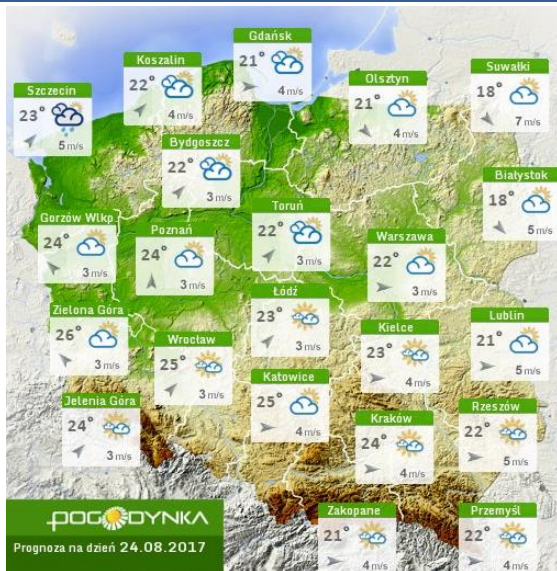 Gdańsk
21°
4 m/s
Koszalin
22°
4 m/s
Suwałki
18°
7 m/s
Olsztyn
21°
4 m/s
Szczecin
23°
5 m/s
Bydgoszcz
22°
3 m/s
Białystok
18°
5 m/s
Toruń
22°
3 m/s
Gorzów Wlkp
24°
3 m/s
Poznań
24°
3 m/s
Warszawa
22°
3 m/s
Łódź
23°
3 m/s
Zielona Góra
26°
3 m/s
Lublin
21°
5 m/s
Kielce
23°
4 m/s
Wrocław
25°
3 m/s
Katowice
25°
4 m/s
Jelenia Góra
24°
3 m/s
Rzeszów
22°
5 m/s
Kraków
24°
4 m/s
Zakopane
21°
4 m/s
Przemyśl
22°
4 m/s
POGODYNKA
Prognoza na dzień 24.08.2017